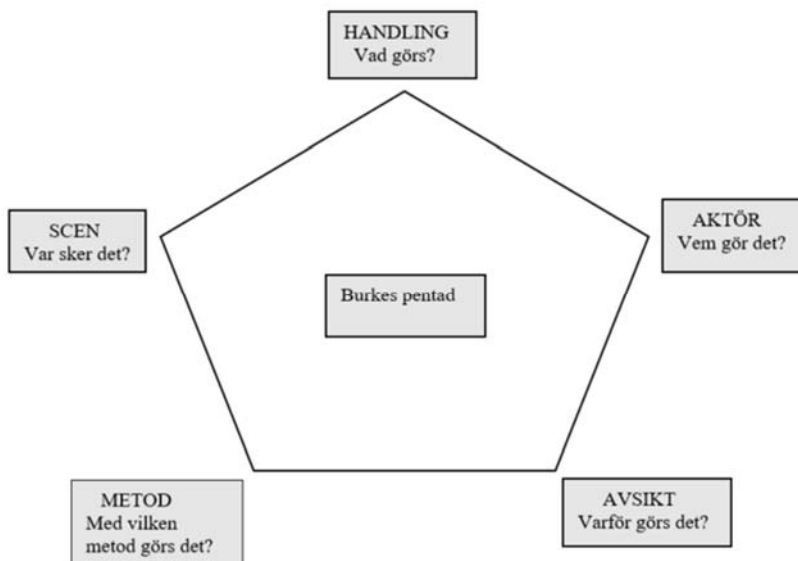 HANDLING
Vad görs?
SCEN
Var sker det?
AKTÖR
Vem gör det?
Burkes pentad
METOD
Med vilken
metod görs det?
AVSIKT
Varför görs det?